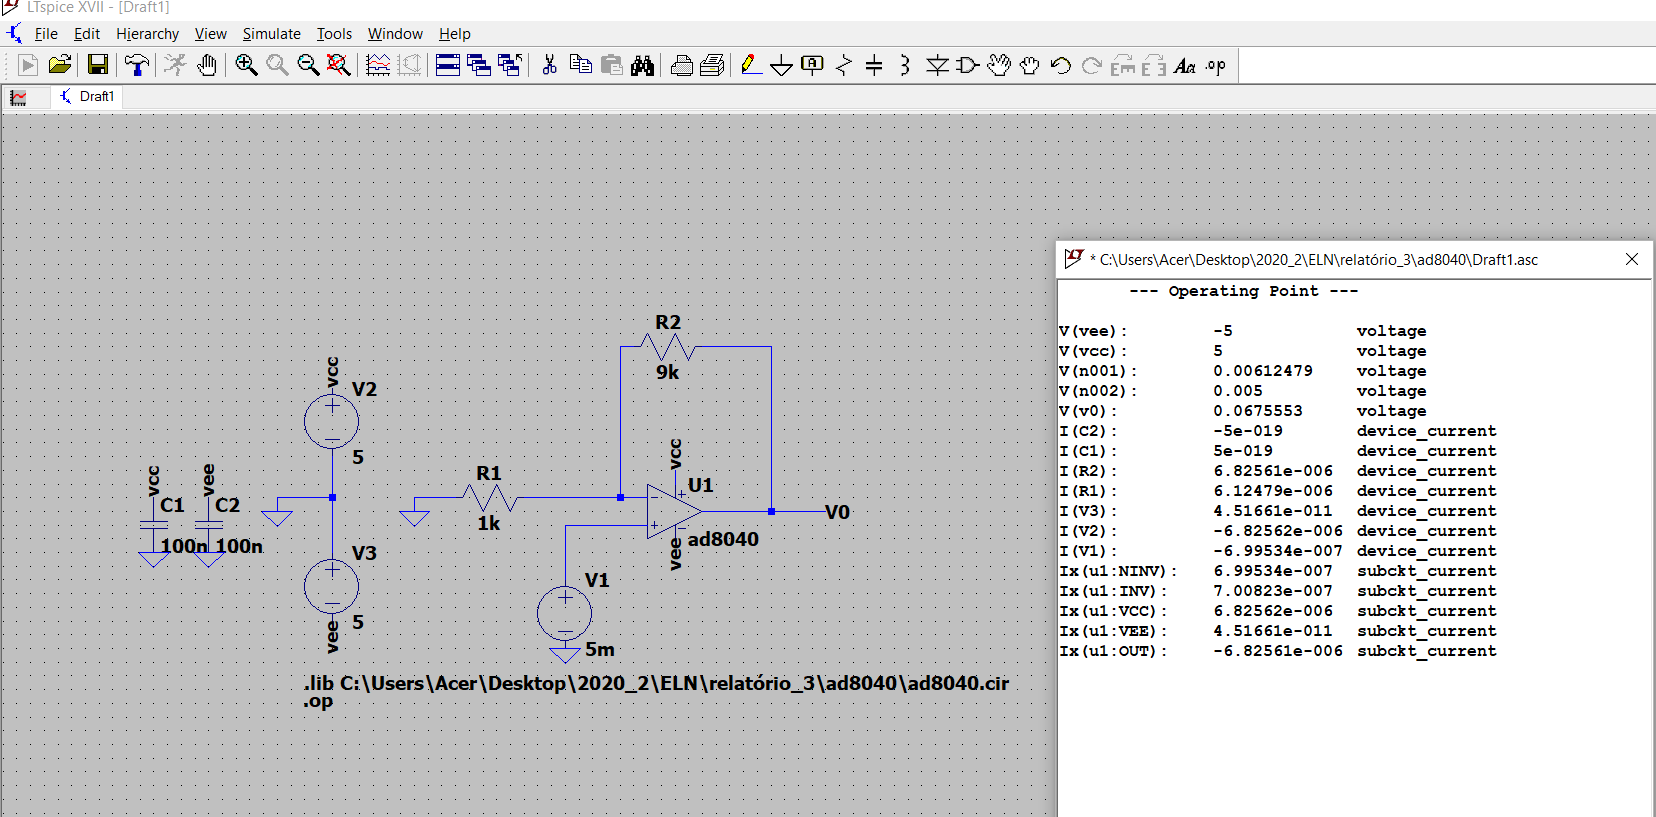 LTspice XVII - [Draft1]
File Edit Hierarchy View Simulate Tools Window Help
Aa .op
Draft1
* C:\Users\Acer\Desktop\2020_2\ELN\relatório_3\ad8040\Draft1.asc
--- Operating Point ---
V(vee): -5 voltage
V(vcc): 5 voltage
V(n001): 0.00612479 voltage
V(n002): 0.005 voltage
V(v0): 0.0675553 voltage
I(C2): -5e-019 device_current
I(C1): 5e-019 device_current
I(R2): 6.82561e-006 device_current
I(R1): 6.12479e-006 device_current
I(V3): 4.51661e-011 device_current
I(V2): -6.82562e-006 device_current
I(V1): -6.99534e-007 device_current
Ix(u1:NINV): 6.99534e-007 subckt_current
Ix(u1:INV): 7.00823e-007 subckt_current
Ix(u1:VCC): 6.82562e-006 subckt_current
Ix(u1:VEE): 4.51661e-011 subckt_current
Ix(u1:OUT): -6.82561e-006 subckt_current
R2
9k
vcc
V2
5
vcc
C1
100n
vee
C2
100n
R1
1k
vcc
U1
V0
ad8040
vee
V3
5
vee
V1
5m
.lib C:\Users\Acer\Desktop\2020_2\ELN\relatório_3\ad8040\ad8040.cir
.op